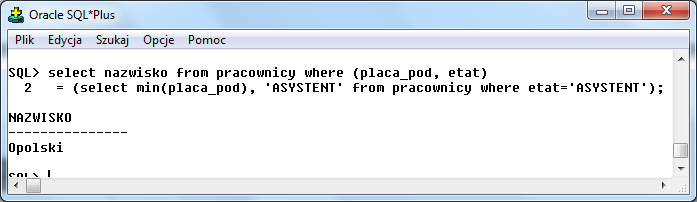 Oracle SQL*Plus
Plik Edycja Szukaj Opcje Pomoc
SQL> select nazwisko from pracownicy where (placa_pod, etat)
2 = (select min(placa_pod), 'ASYSTENT' from pracownicy where etat='ASYSTENT');
NAZWISKO
---------------
Opolski
SQL>